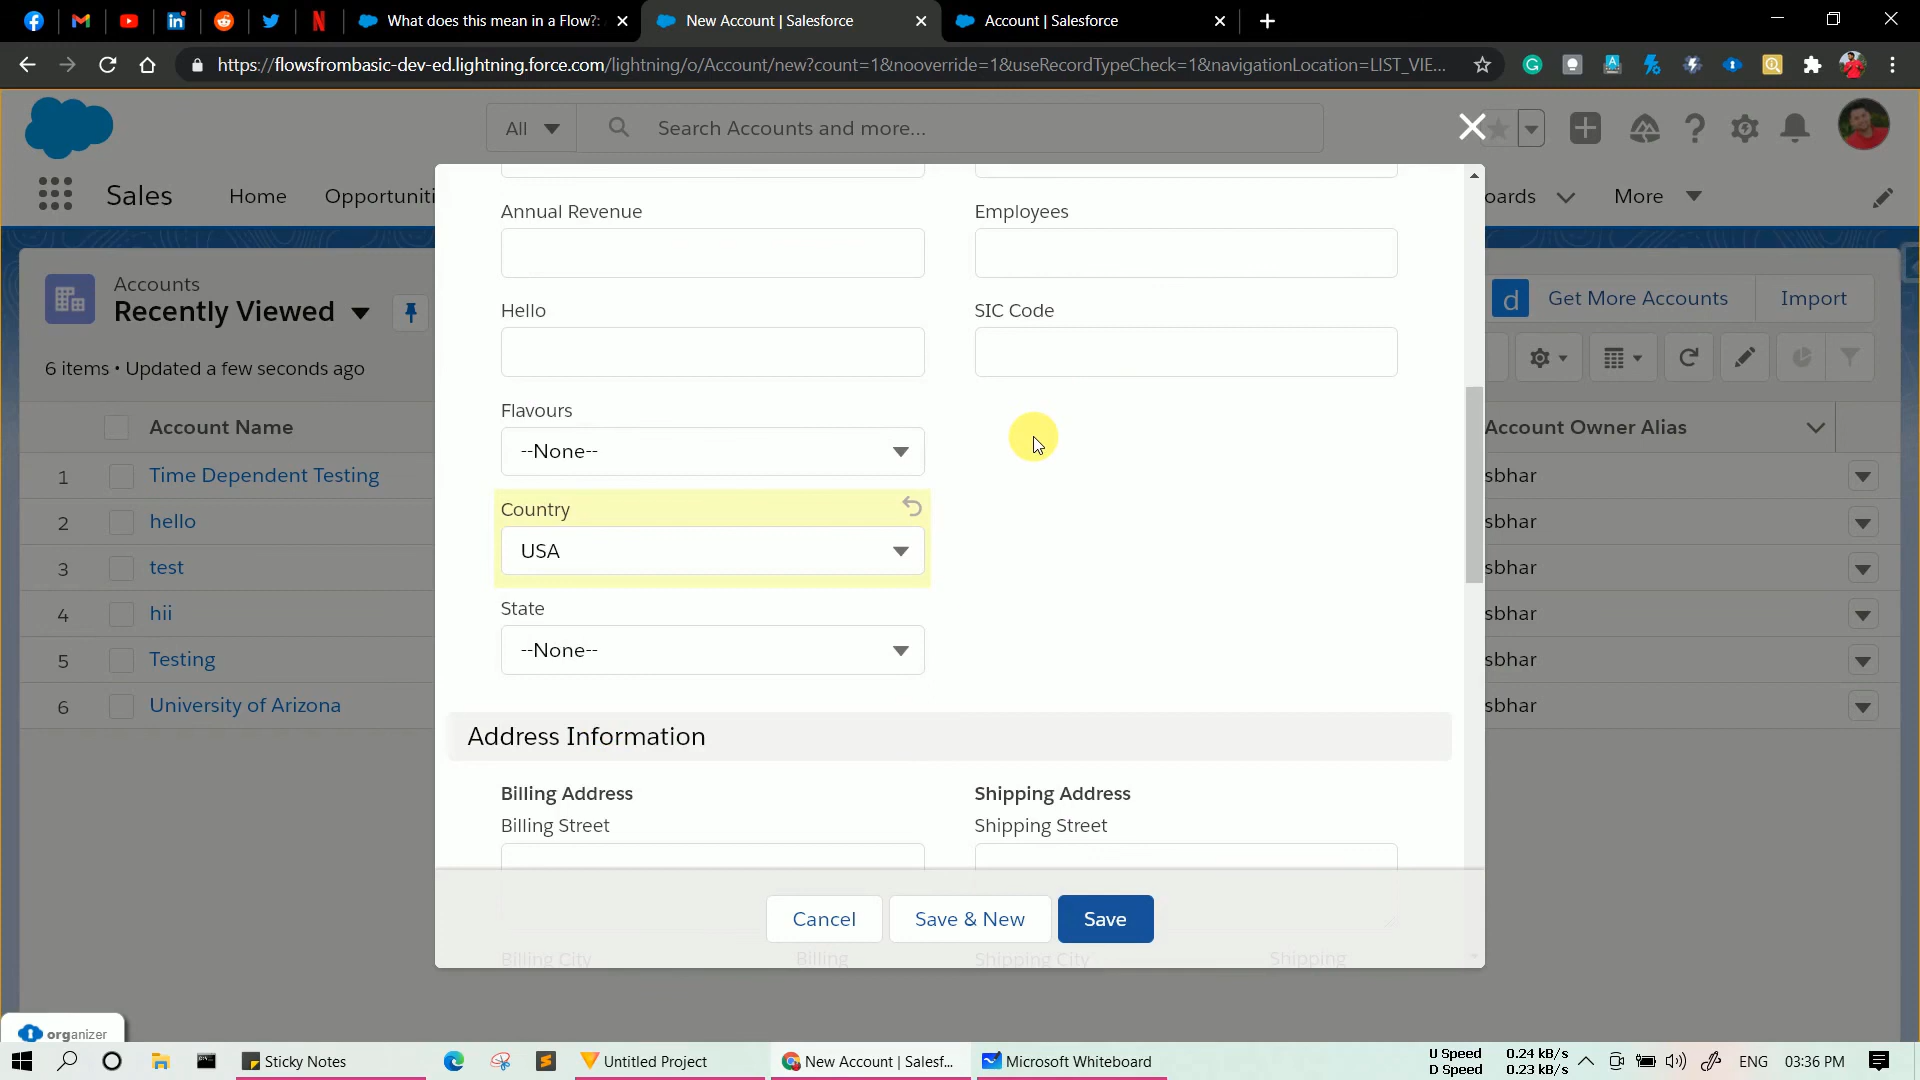 What does this mean in a Flow?:
New Account | Salesforce
Account | Salesforce
https://flowsfrombasic-dev-ed.lightning.force.com/lightning/o/Account/new?count=1&nooverride=1&useRecordTypeCheck=1&navigationLocation=LIST_VIE...
All
Search Accounts and more...
Sales
Home
Opportuniti
oards
More
Accounts
Recently Viewed
6 items • Updated a few seconds ago
d
Get More Accounts
Import
Account Name
Account Owner Alias
1 Time Dependent Testing sbhar
2 hello sbhar
3 test sbhar
4 hii sbhar
5 Testing sbhar
6 University of Arizona sbhar
Annual Revenue
Employees
Hello
SIC Code
Flavours
--None--
Country
USA
State
--None--
Address Information
Billing Address
Shipping Address
Billing Street
Shipping Street
Cancel
Save & New
Save
Billing City
Billing
Shipping City
Shipping
organizer
Sticky Notes
Untitled Project
New Account | Salesf...
Microsoft Whiteboard
U Speed 0.24 kB/s
D Speed 0.23 kB/s
ENG
03:36 PM